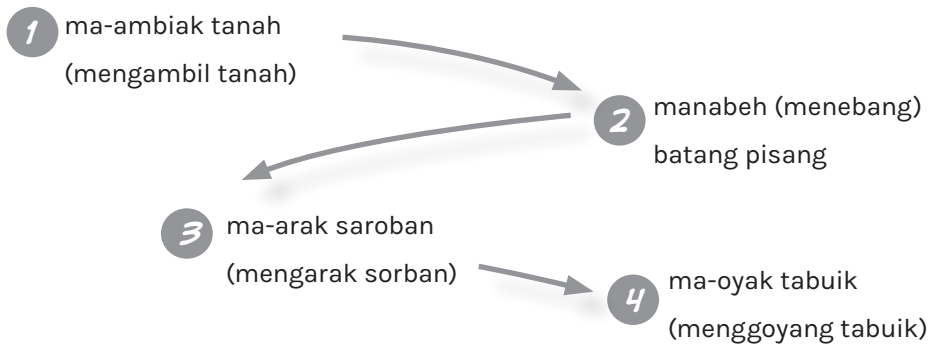 1 ma-ambiak tanah
(mengambil tanah)
2 manabeh (menebang)
batang pisang
3 ma-arak saroban
(mengarak sorban)
4 ma-oyak tabuik
(menggoyang tabuik)